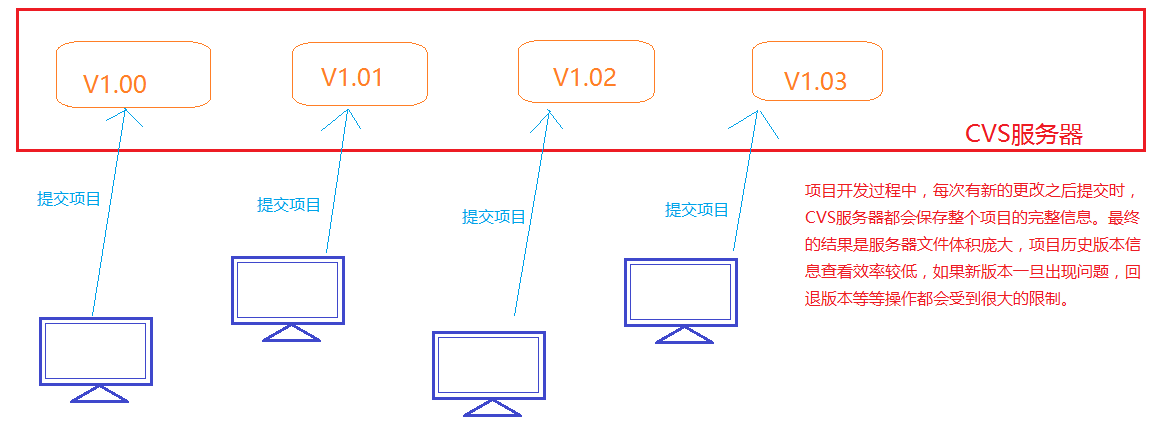 V1.00
V1.01
V1.02
V1.03
CVS服务器
提交项目
提交项目
提交项目
提交项目
项目开发过程中，每次有新的更改之后提交时，
CVS服务器都会保存整个项目的完整信息。最终
的结果是服务器文件体积庞大，项目历史版本信
息查看效率较低，如果新版本一旦出现问题，回
退版本等等操作都会受到很大的限制。